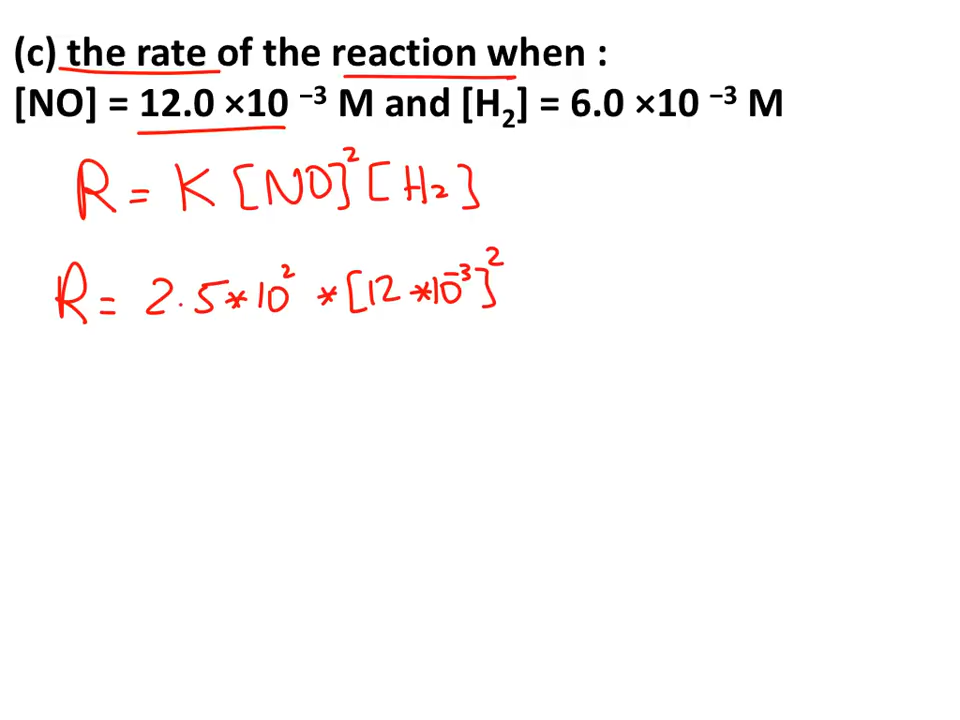 (c) the rate of the reaction when :
[NO] = 12.0 ×10 ⁻³ M and [H₂] = 6.0 ×10 ⁻³ M
R = K [NO]² [H₂]
R = 2.5*10² * [12 *10⁻³]²